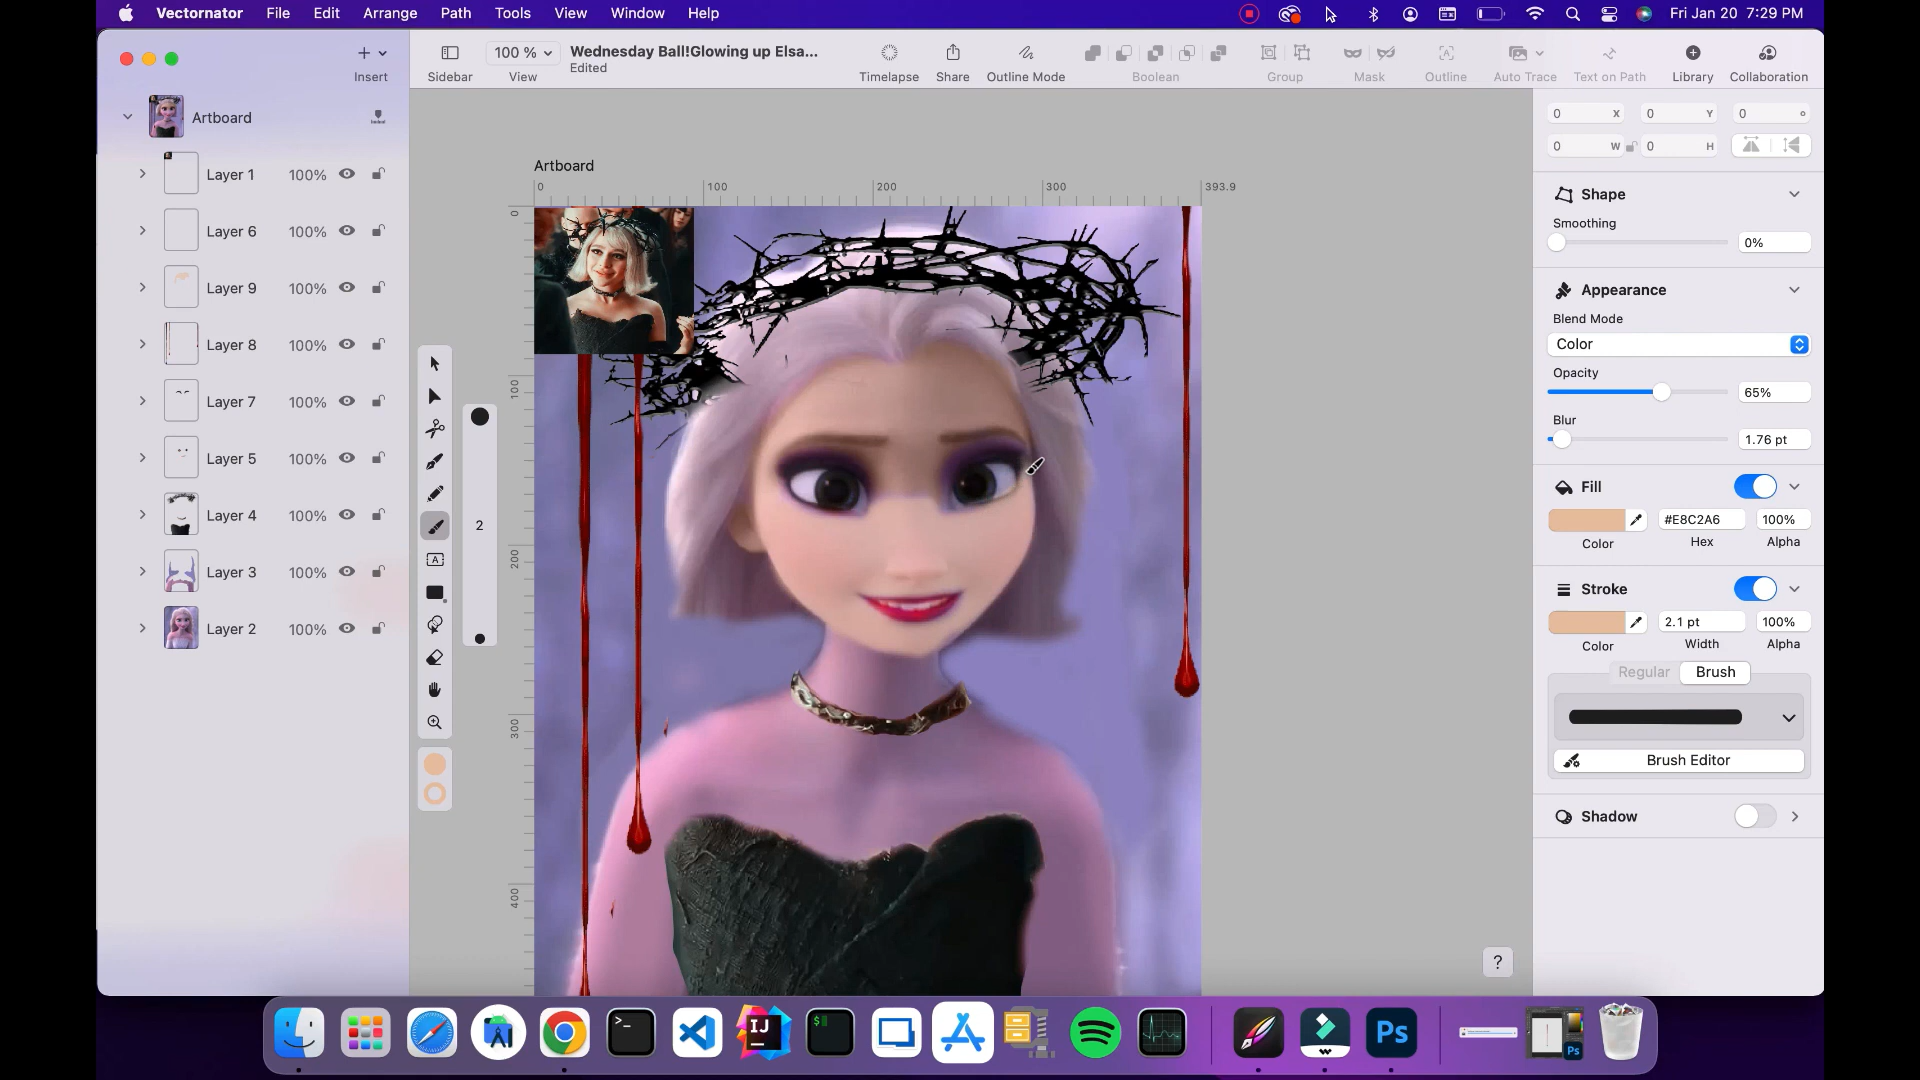 Vectornator File Edit Arrange Path Tools View Window Help Fri Jan 20 7:29 PM
100 % Wednesday Ball!Glowing up Elsa...
Edited
Insert Sidebar View Timelapse Share Outline Mode Boolean Group Mask Outline Auto Trace Text on Path Library Collaboration
Artboard
Layer 1 100%
Layer 6 100%
Layer 9 100%
Layer 8 100%
Layer 7 100%
Layer 5 100%
Layer 4 100%
Layer 3 100%
Layer 2 100%
Artboard
0 100 200 300 393.9
0
100
200
300
400
A
2
0 X 0 Y 0 °
0 W 0 H
Shape
Smoothing
0%
Appearance
Blend Mode
Color
Opacity
65%
Blur
1.76 pt
Fill
#E8C2A6 100%
Color Hex Alpha
Stroke
2.1 pt 100%
Color Width Alpha
Regular Brush
Brush Editor
Shadow
?
>_ IJ $ Ps Ps